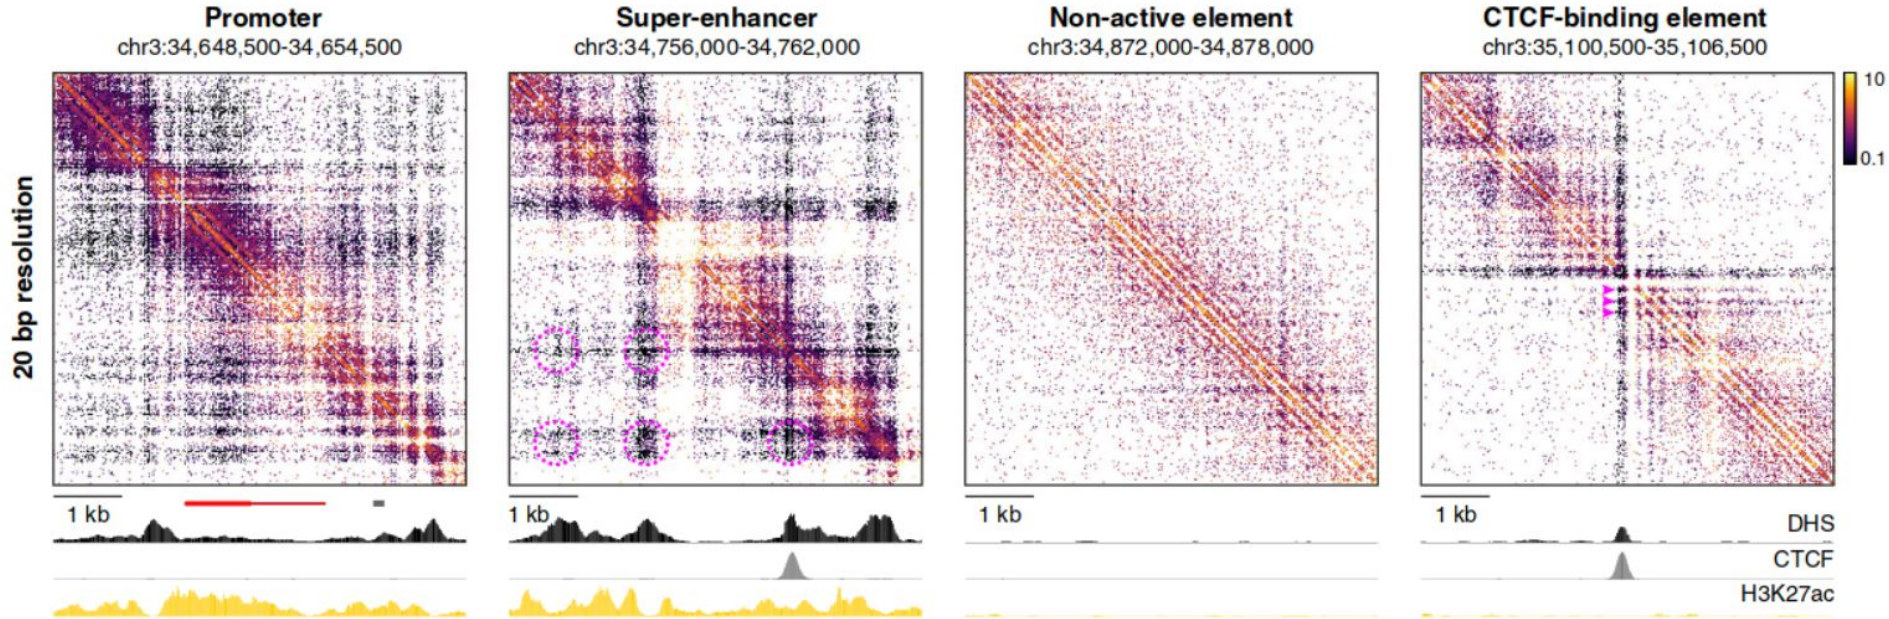 Promoter
chr3:34,648,500-34,654,500
Super-enhancer
chr3:34,756,000-34,762,000
Non-active element
chr3:34,872,000-34,878,000
CTCF-binding element
chr3:35,100,500-35,106,500
20 bp resolution
10
0.1
1 kb
1 kb
1 kb
1 kb
DHS
CTCF
H3K27ac